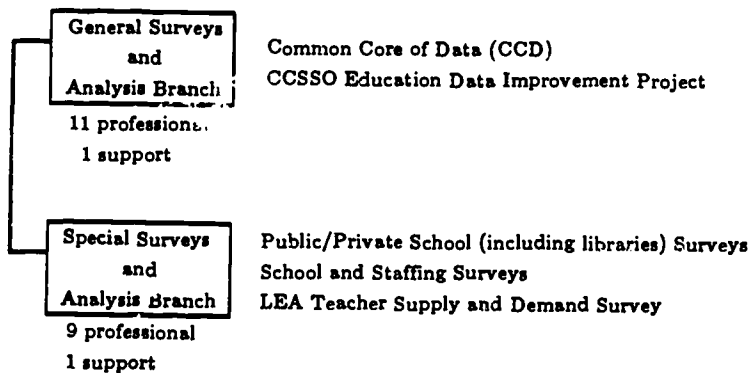 General Surveys
and
Analysis Branch
Common Core of Data (CCD)
CCSSO Education Data Improvement Project
11 professional
1 support
Special Surveys
and
Analysis Branch
Public/Private School (including libraries) Surveys
School and Staffing Surveys
LEA Teacher Supply and Demand Survey
9 professional
1 support